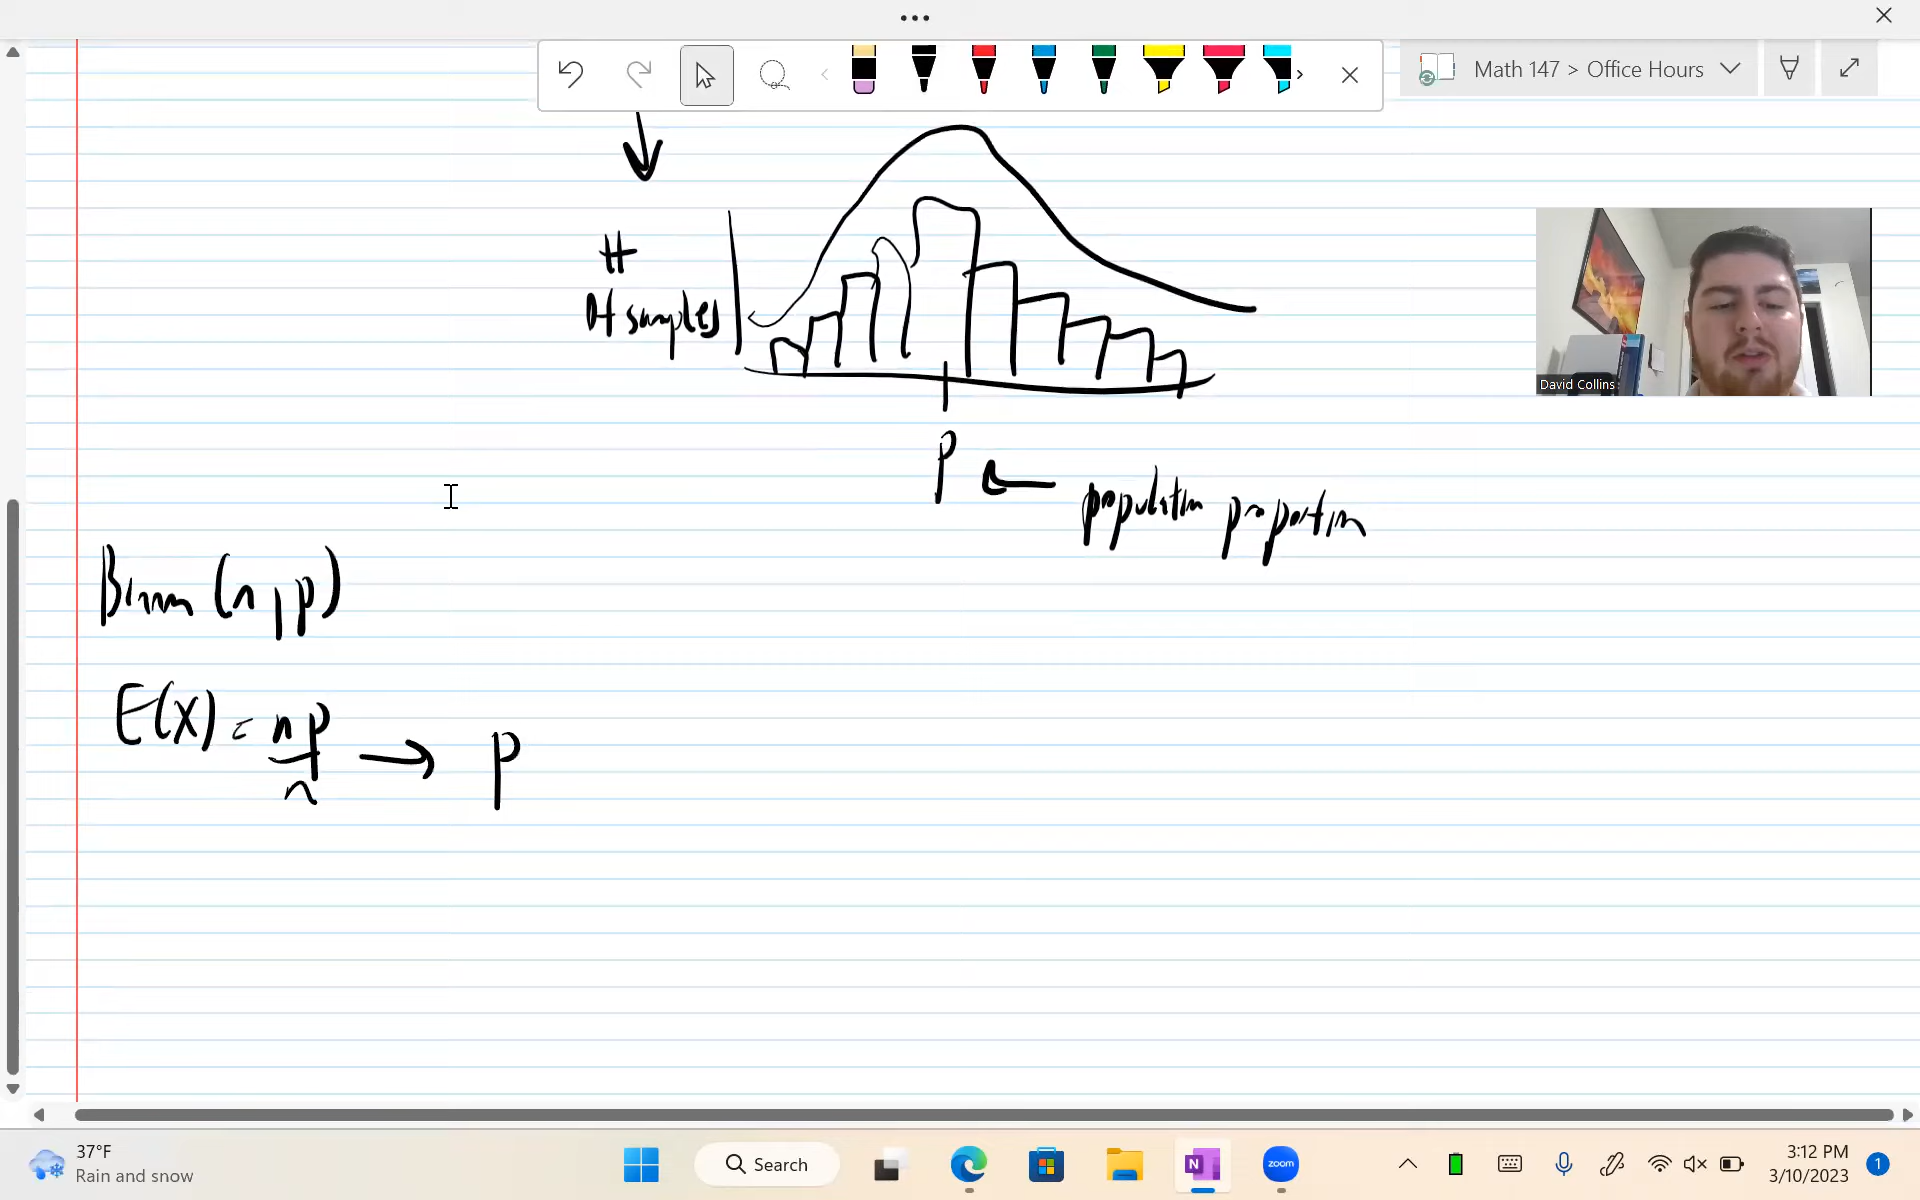 Math 147 > Office Hours
#
Of samples
David Collins
P
population proportion
Binom (n, p)
E(X) = np
n
P
37°F
Rain and snow
Search
N
zoom
3:12 PM
3/10/2023
1